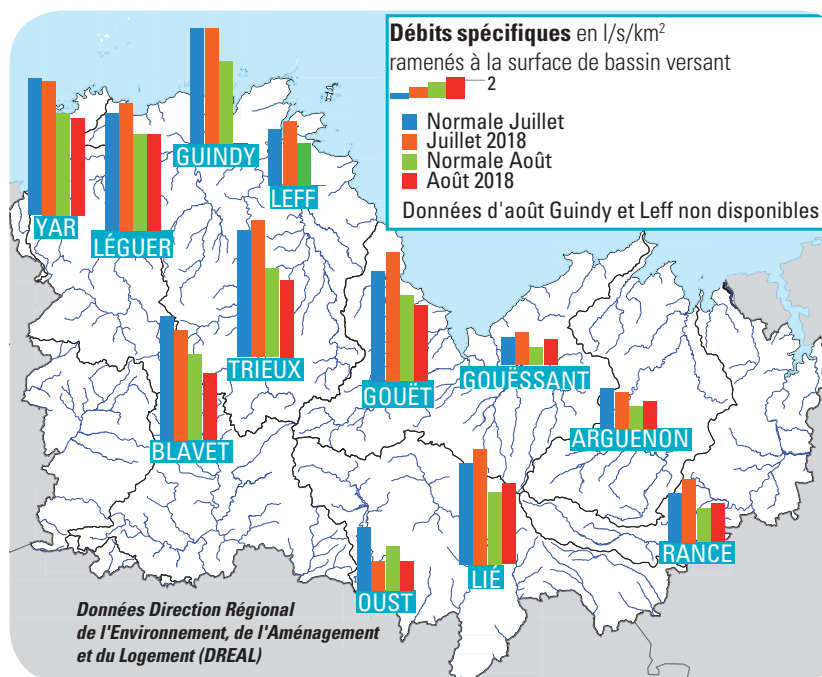 Débits spécifiques en l/s/km²
ramenés à la surface de bassin versant
2
Normale Juillet
Juillet 2018
Normale Août
Août 2018
Données d'août Guindy et Leff non disponibles
GUINDY
LEFF
YAR
LÉGUER
TRIEUX
GOUËT
GOUËSSANT
BLAVET
ARGUENON
RANCE
LIÉ
OUST
Données Direction Régional
de l'Environnement, de l'Aménagement
et du Logement (DREAL)